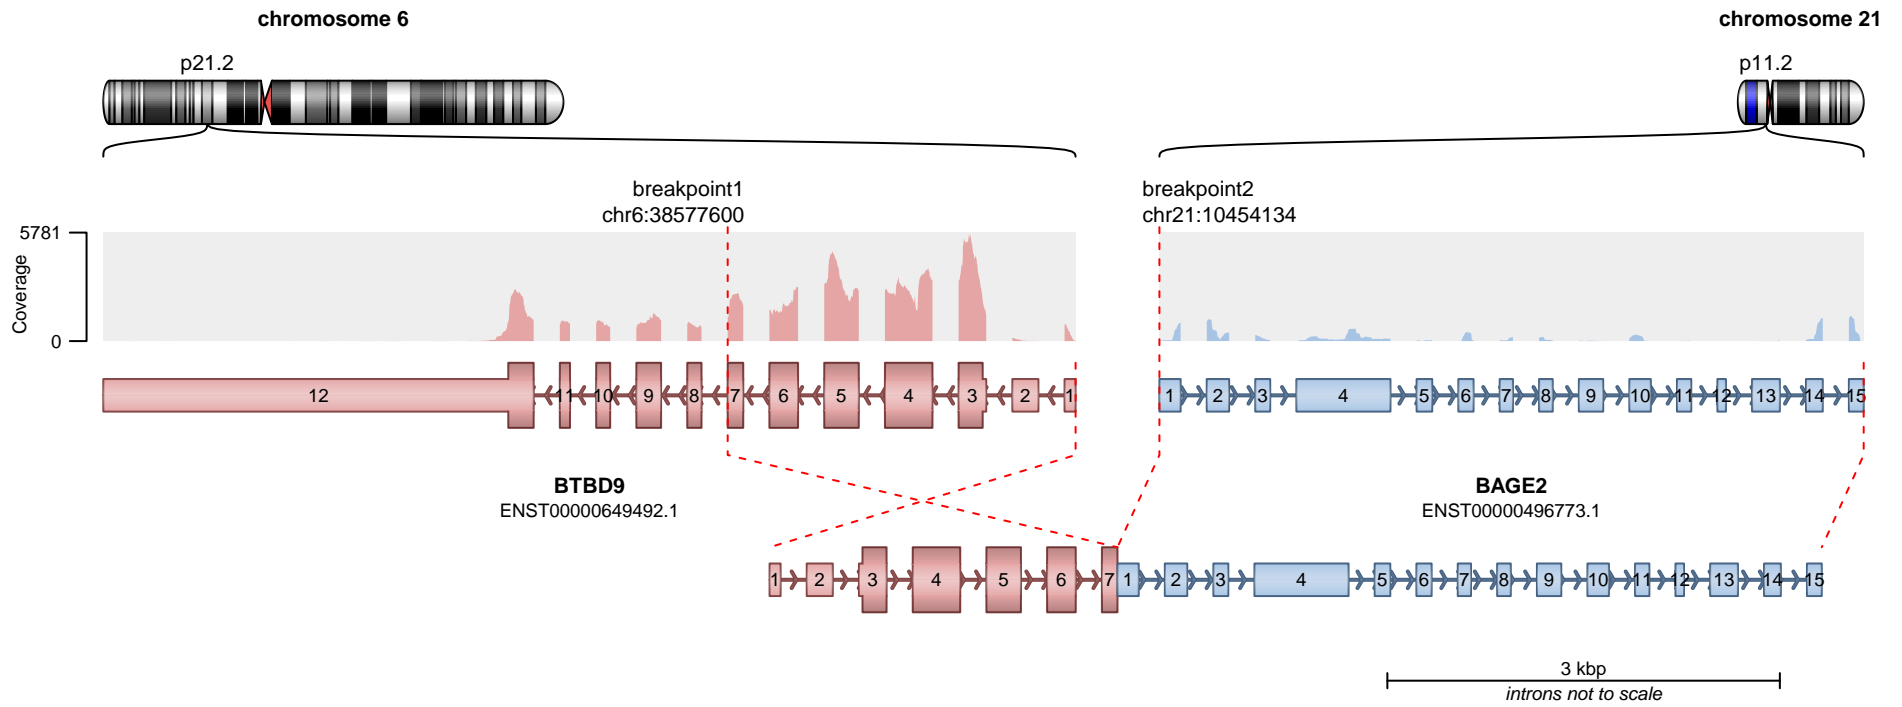 chromosome 6
chromosome 21
p21.2
p11.2
breakpoint1
chr6:38577600
breakpoint2
chr21:10454134
5781
Coverage
0
12 11 10 9 8 7 6 5 4 3 2 1
1 2 3 4 5 6 7 8 9 10 11 12 13 14 15
BTBD9
ENST00000649492.1
BAGE2
ENST00000496773.1
1 2 3 4 5 6 7 1 2 3 4 5 6 7 8 9 10 11 12 13 14 15
3 kbp
introns not to scale